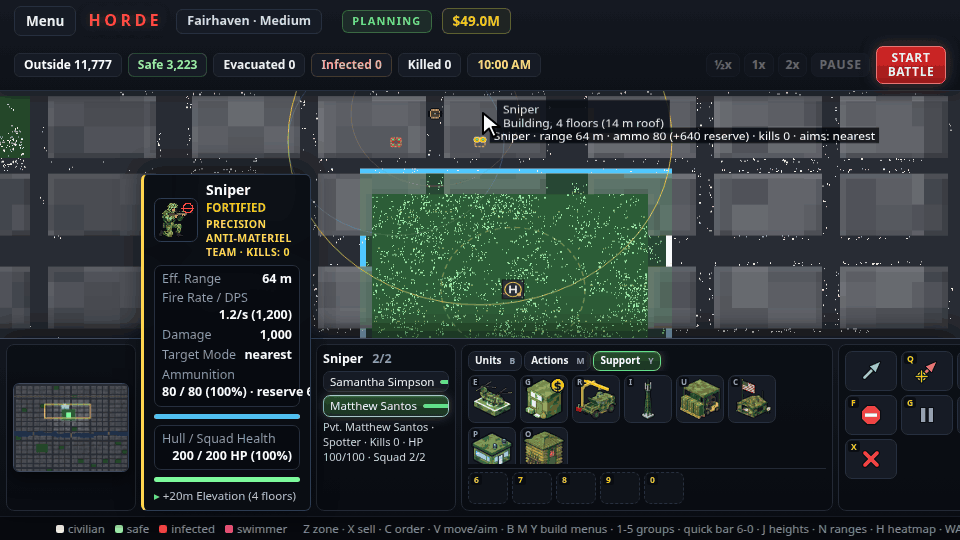 Menu
HORDE
Fairhaven · Medium
PLANNING
$49.0M
Outside 11,777
Safe 3,223
Evacuated 0
Infected 0
Killed 0
10:00 AM
½x
1x
2x
PAUSE
START
BATTLE
Sniper
Building, 4 floors (14 m roof)
Sniper · range 64 m · ammo 80 (+640 reserve) · kills 0 · aims: nearest
H
Sniper
FORTIFIED
PRECISION
ANTI-MATERIEL
TEAM · KILLS: 0
Eff. Range 64 m
Fire Rate / DPS
1.2/s (1,200)
Damage 1,000
Target Mode nearest
Ammunition
80 / 80 (100%) · reserve 6
Hull / Squad Health
200 / 200 HP (100%)
▸ +20m Elevation (4 floors)
Sniper 2/2
Samantha Simpson
Matthew Santos
Pvt. Matthew Santos ·
Spotter · Kills 0 · HP
100/100 · Squad 2/2
Units B
Actions M
Support Y
E
G
$
R
I
U
C
P
O
6
7
8
9
0
Q
F
G
X
civilian
safe
infected
swimmer
Z zone · X sell · C order · V move/aim · B M Y build menus · 1-5 groups · quick bar 6-0 · J heights · N ranges · H heatmap · WA